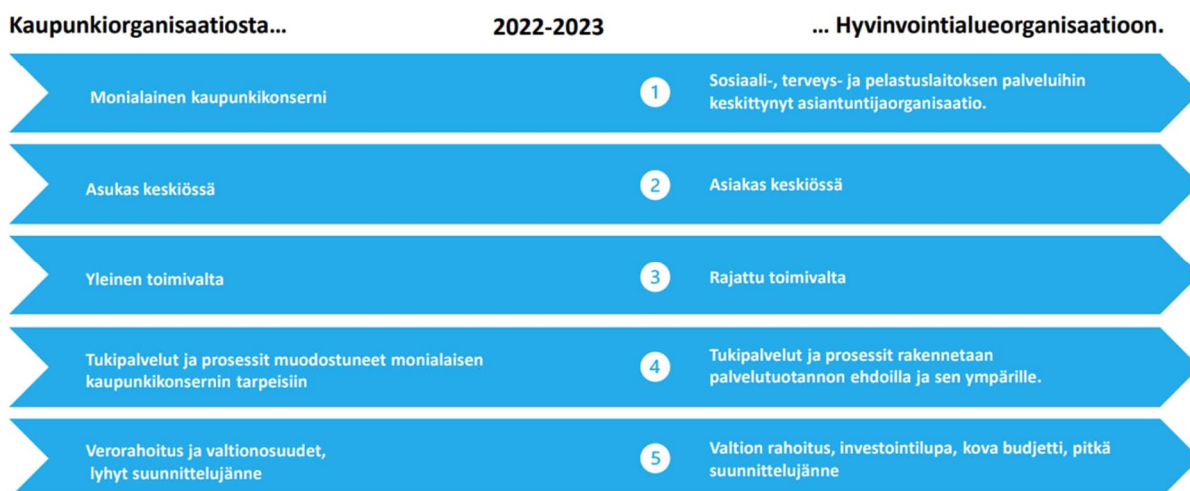 Kaupunkiorganisaatiosta...
2022-2023
... Hyvinvointialueorganisaatioon.
Monialainen kaupunkikonserni
1
Sosiaali-, terveys- ja pelastuslaitoksen palveluihin
keskittynyt asiantuntijaorganisaatio.
Asukas keskiössä
2
Asiakas keskiössä
Yleinen toimivalta
3
Rajattu toimivalta
Tukipalvelut ja prosessit muodostuneet monialaisen
kaupunkikonsernin tarpeisiin
4
Tukipalvelut ja prosessit rakennetaan
palvelutuotannon ehdoilla ja sen ympärille.
Verorahoitus ja valtionosuudet,
lyhyt suunnittelujänne
5
Valtion rahoitus, investointilupa, kova budjetti, pitkä
suunnittelujänne